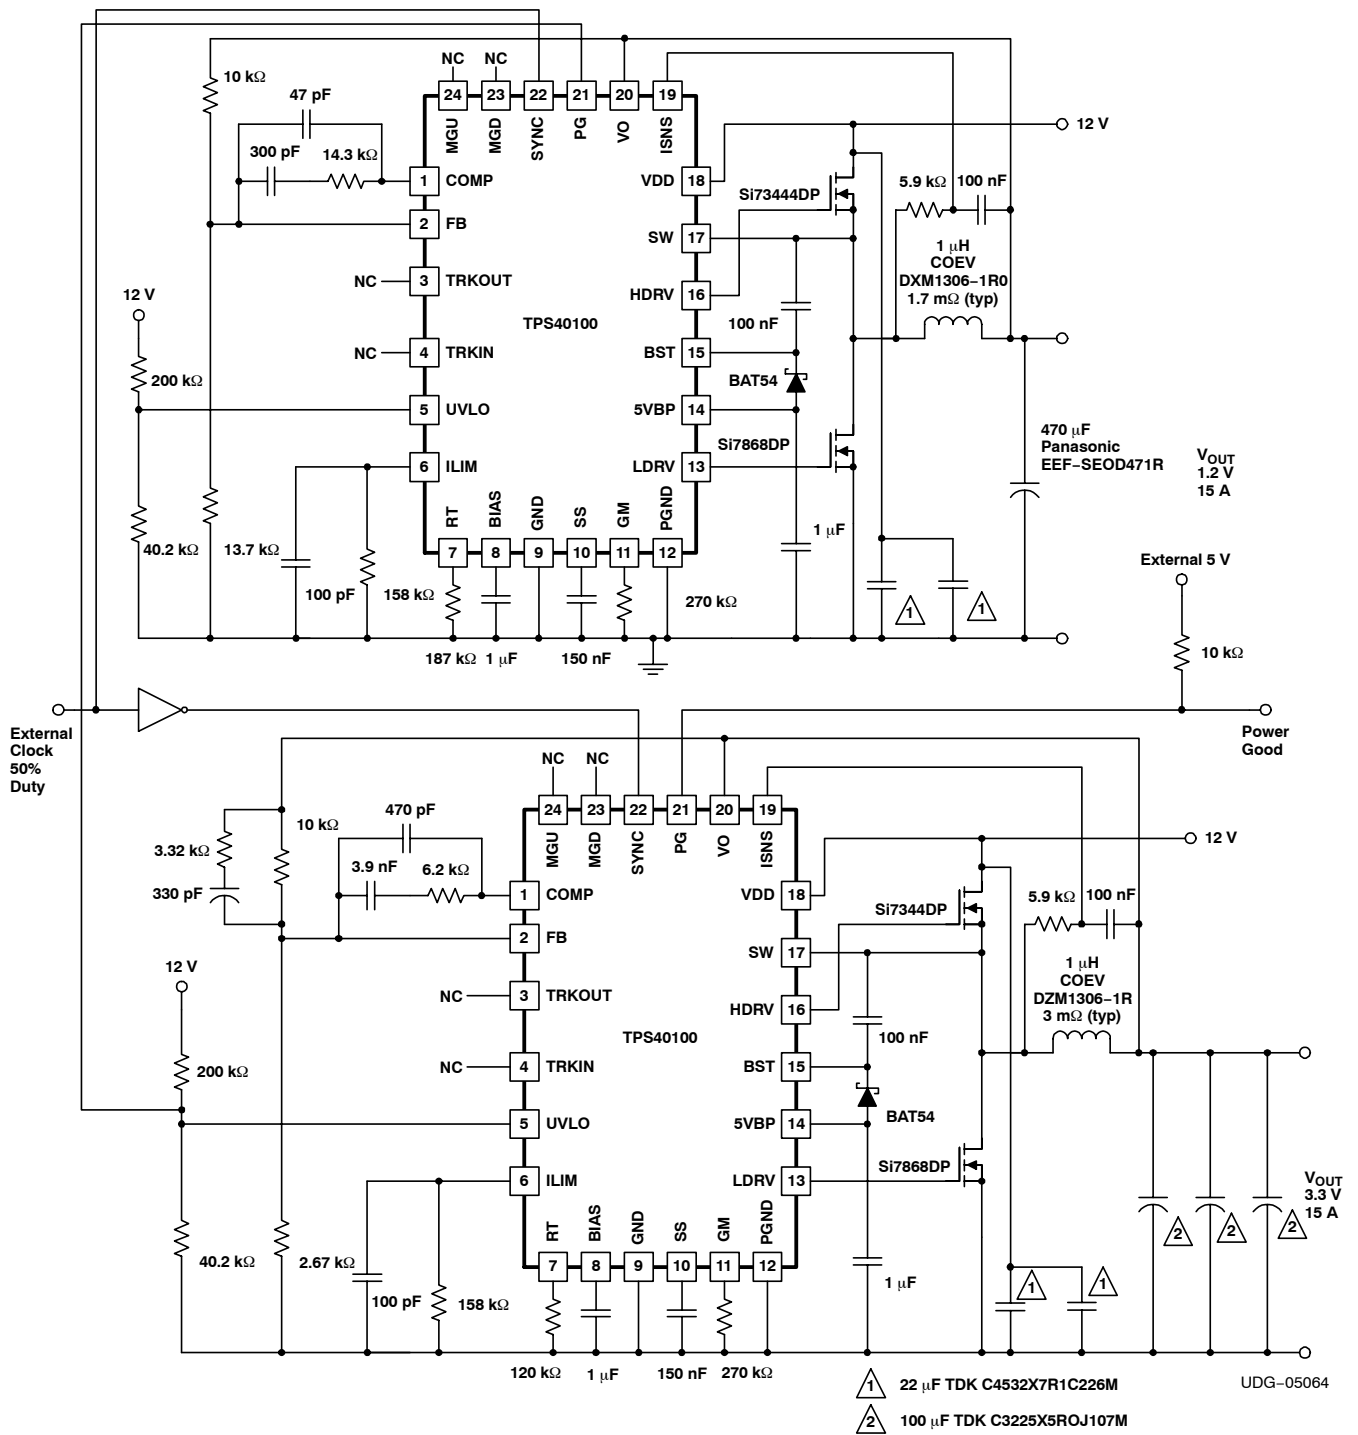 NC
NC
24
23
22
21
20
19
MGU
MGD
SYNC
PG
VO
ISNS
10 kΩ
47 pF
300 pF
14.3 kΩ
1
COMP
2
FB
NC
3
TRKOUT
NC
4
TRKIN
5
UVLO
6
ILIM
12 V
200 kΩ
40.2 kΩ
13.7 kΩ
100 pF
158 kΩ
TPS40100
VDD
18
SW
17
HDRV
16
BST
15
5VBP
14
LDRV
13
RT
BIAS
GND
SS
GM
PGND
7
8
9
10
11
12
187 kΩ
1 μF
150 nF
270 kΩ
12 V
Si73444DP
5.9 kΩ
100 nF
1 μH
COEV
DXM1306−1R0
1.7 mΩ (typ)
100 nF
BAT54
Si7868DP
1 μF
1
1
470 μF
Panasonic
EEF−SEOD471R
VOUT
1.2 V
15 A
External 5 V
10 kΩ
Power
Good
External
Clock
50%
Duty
NC
NC
24
23
22
21
20
19
MGU
MGD
SYNC
PG
VO
ISNS
10 kΩ
3.32 kΩ
330 pF
470 pF
3.9 nF
6.2 kΩ
1
COMP
2
FB
NC
3
TRKOUT
NC
4
TRKIN
5
UVLO
6
ILIM
12 V
200 kΩ
40.2 kΩ
2.67 kΩ
100 pF
158 kΩ
TPS40100
VDD
18
SW
17
HDRV
16
BST
15
5VBP
14
LDRV
13
RT
BIAS
GND
SS
GM
PGND
7
8
9
10
11
12
120 kΩ
1 μF
150 nF
270 kΩ
12 V
Si7344DP
5.9 kΩ
100 nF
1 μH
COEV
DZM1306−1R
3 mΩ (typ)
100 nF
BAT54
Si7868DP
1 μF
1
1
2
2
2
VOUT
3.3 V
15 A
1 22 μF TDK C4532X7R1C226M
2 100 μF TDK C3225X5ROJ107M
UDG−05064